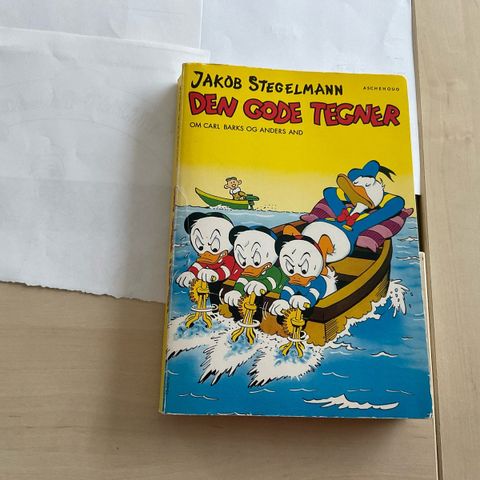 JAKOB STEGELMANN
ASCHEHOUG
DEN GODE TEGNER
OM CARL BARKS OG ANDERS AND